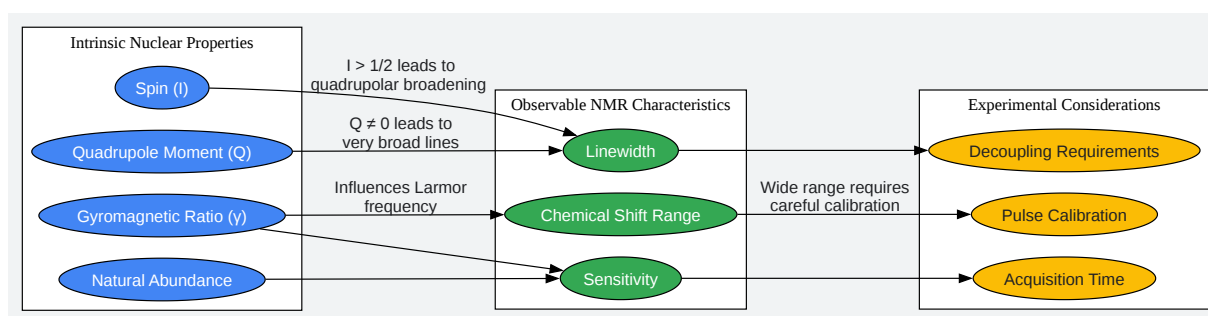 Intrinsic Nuclear Properties
Spin (I)
Quadrupole Moment (Q)
Gyromagnetic Ratio (γ)
Natural Abundance
I > 1/2 leads to
quadrupolar broadening
Q ≠ 0 leads to
very broad lines
Influences Larmor
frequency
Observable NMR Characteristics
Linewidth
Chemical Shift Range
Sensitivity
Wide range requires
careful calibration
Experimental Considerations
Decoupling Requirements
Pulse Calibration
Acquisition Time